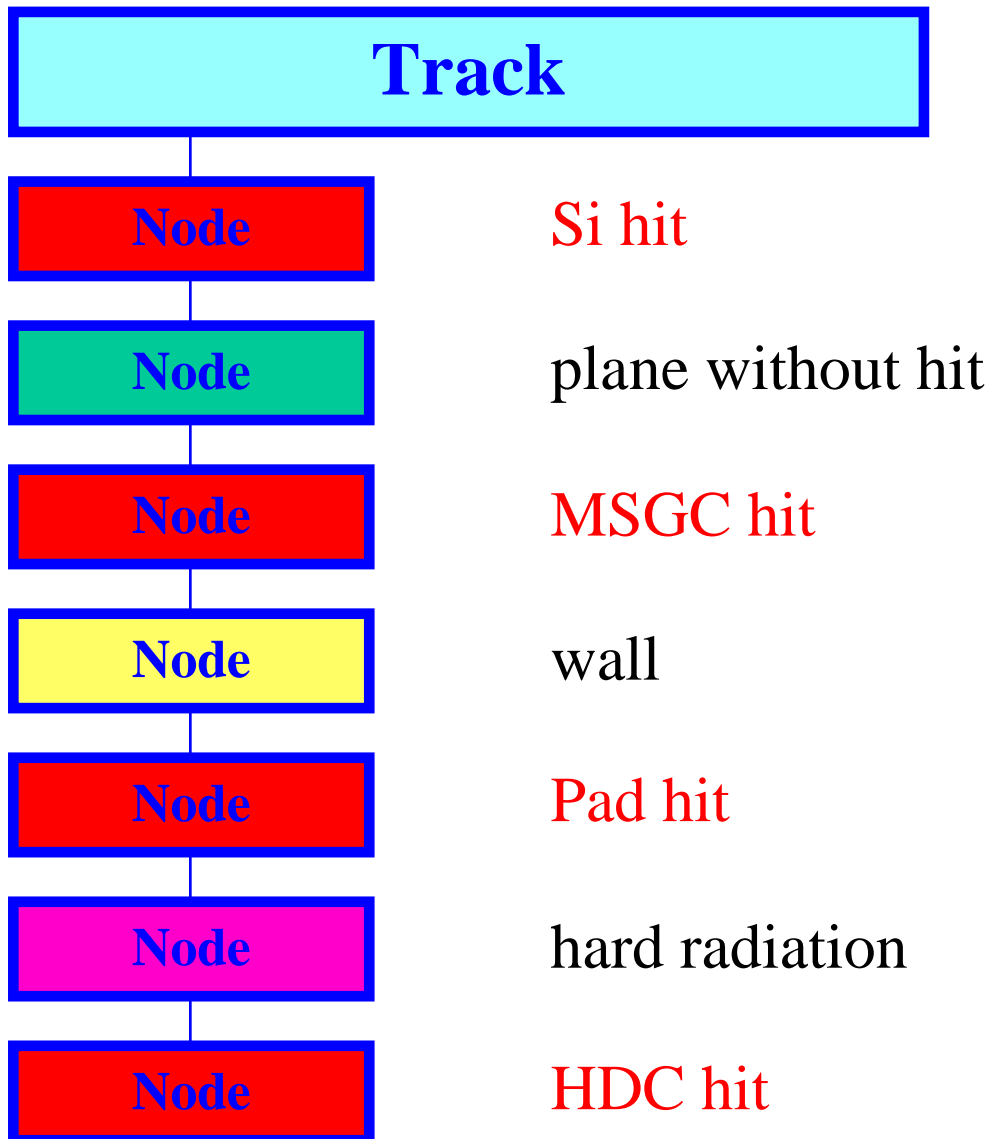 Track
Node Si hit
Node plane without hit
Node MSGC hit
Node wall
Node Pad hit
Node hard radiation
Node HDC hit